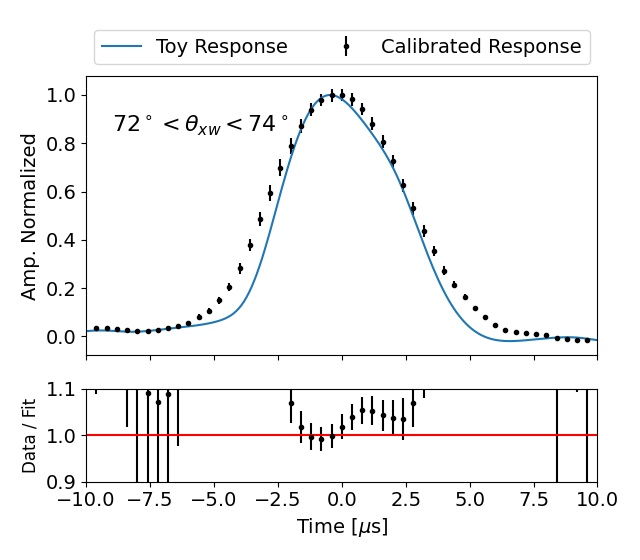 Toy Response
Calibrated Response
72° < θxw < 74°
Amp. Normalized
1.0
0.8
0.6
0.4
0.2
0.0
Data / Fit
1.1
1.0
0.9
−10.0 −7.5 −5.0 −2.5 0.0 2.5 5.0 7.5 10.0
Time [μs]